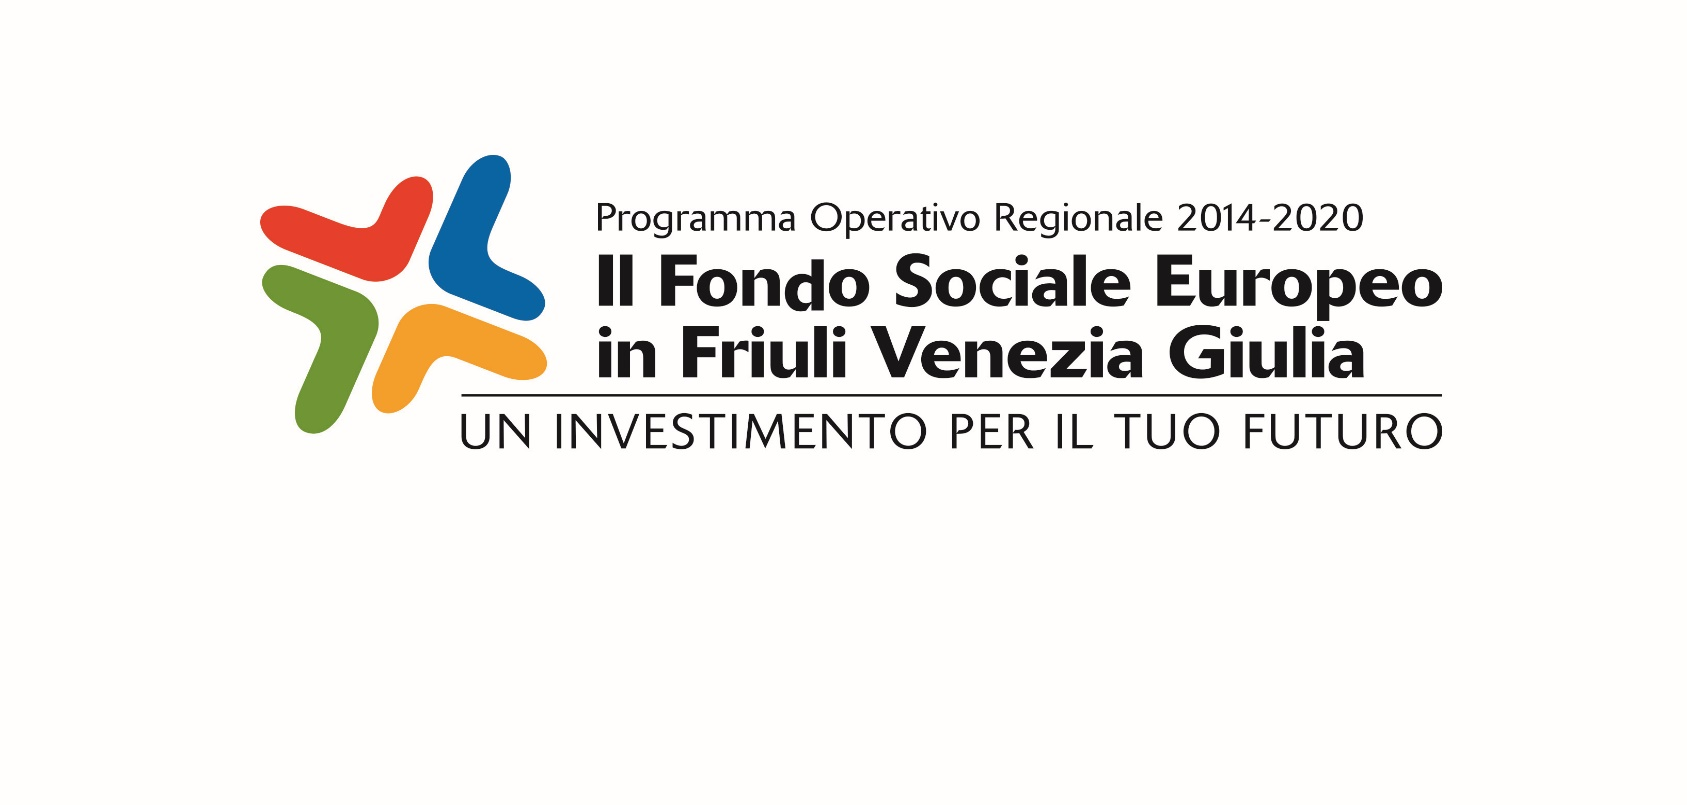 Programma Operativo Regionale 2014-2020
Il Fondo Sociale Europeo
in Friuli Venezia Giulia
UN INVESTIMENTO PER IL TUO FUTURO